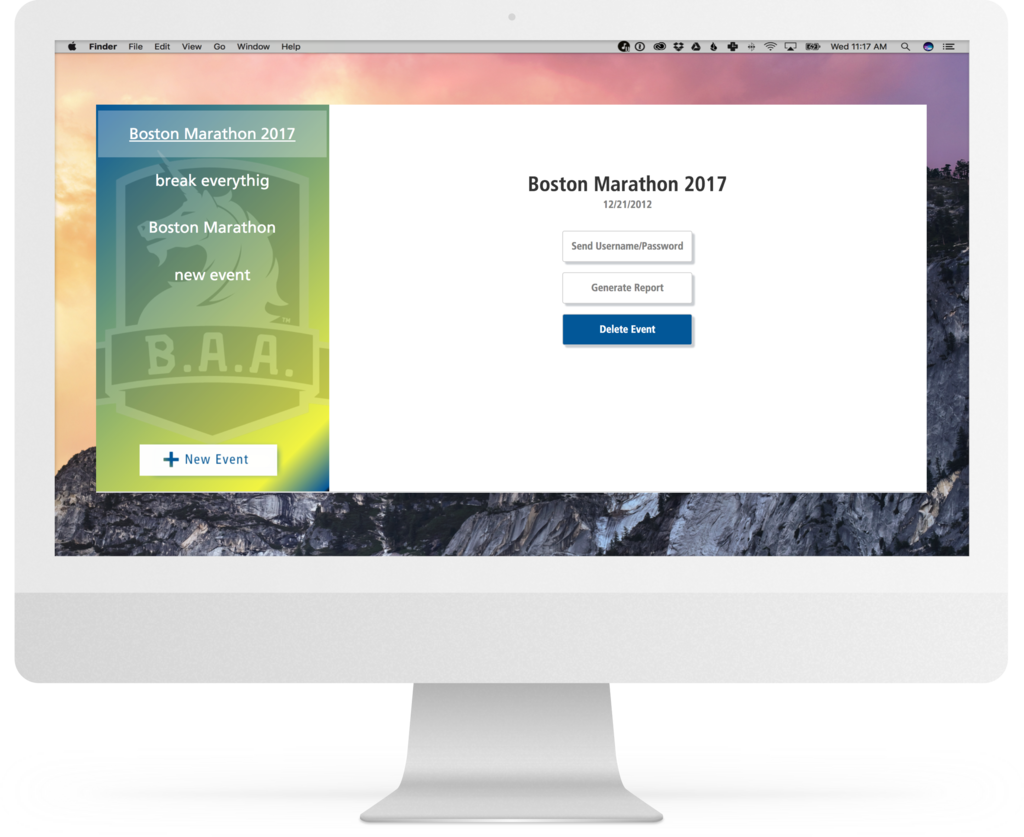 Finder File Edit View Go Window Help Wed 11:17 AM
Boston Marathon 2017
break everythig
Boston Marathon
new event
B.A.A.
TM
New Event
Boston Marathon 2017
12/21/2012
Send Username/Password
Generate Report
Delete Event